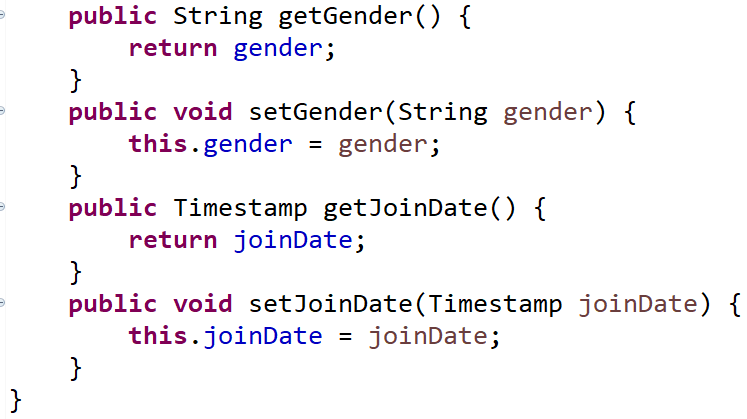 public String getGender() {
return gender;
}
public void setGender(String gender) {
this.gender = gender;
}
public Timestamp getJoinDate() {
return joinDate;
}
public void setJoinDate(Timestamp joinDate) {
this.joinDate = joinDate;
}
}